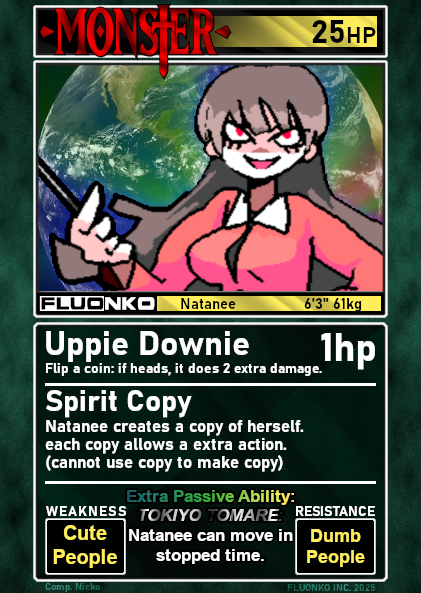 MONSTER
25HP
FLUONKO Natanee 6'3" 61kg
Uppie Downie 1hp
Flip a coin: if heads, it does 2 extra damage.
Spirit Copy
Natanee creates a copy of herself.
each copy allows a extra action.
(cannot use copy to make copy)
Extra Passive Ability:
TOKIYO TOMARE:
Natanee can move in
stopped time.
WEAKNESS
Cute
People
RESISTANCE
Dumb
People
Comp. Nicko
FLUONKO INC. 2025